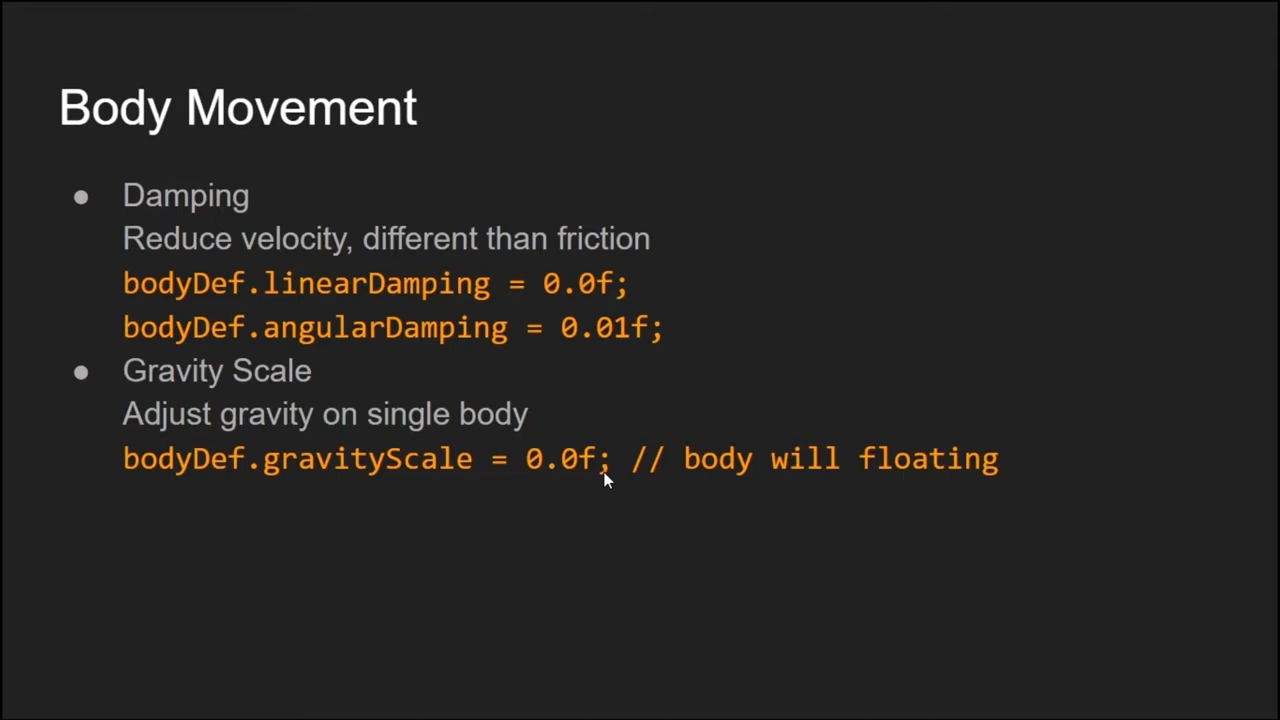 Body Movement
● Damping
Reduce velocity, different than friction
bodyDef.linearDamping = 0.0f;
bodyDef.angularDamping = 0.01f;
● Gravity Scale
Adjust gravity on single body
bodyDef.gravityScale = 0.0f; // body will floating